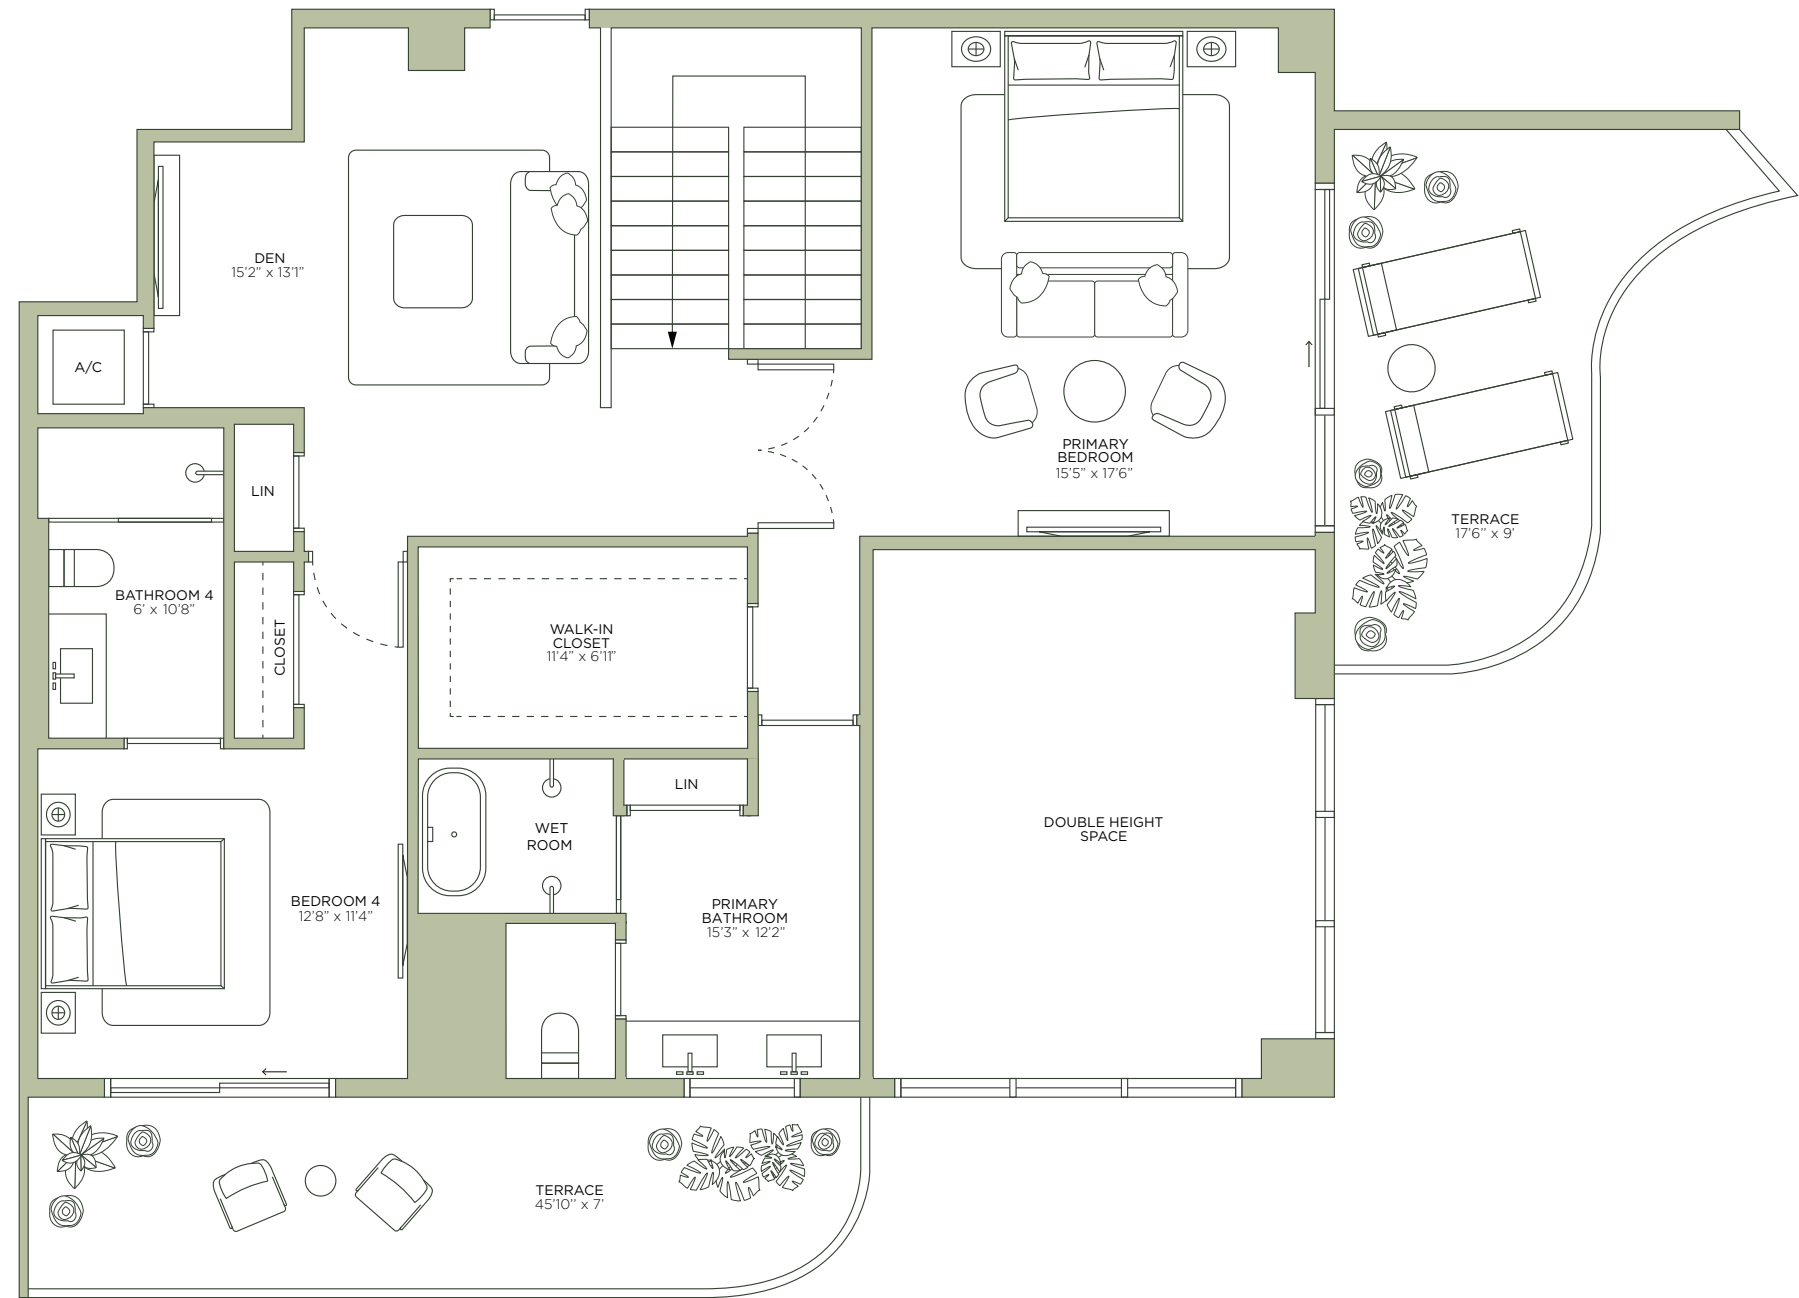 DEN
15'2" x 13'1"
A/C
PRIMARY
BEDROOM
15'5" x 17'6"
LIN
TERRACE
17'6" x 9'
BATHROOM 4
6' x 10'8"
CLOSET
WALK-IN
CLOSET
11'4" x 6'11"
LIN
WET
ROOM
DOUBLE HEIGHT
SPACE
BEDROOM 4
12'8" x 11'4"
PRIMARY
BATHROOM
15'3" x 12'2"
TERRACE
45'10'' x 7'